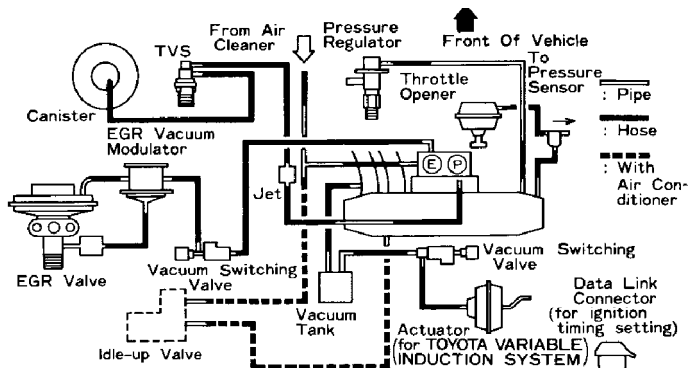 From Air
Cleaner
Pressure
Regulator
Front Of Vehicle
TVS
Throttle
Opener
To
Pressure
Sensor
: Pipe
: Hose
: With
Air Con-
ditioner
Canister
EGR Vacuum
Modulator
E P
Jet
EGR Valve
Vacuum Switching
Valve
Vacuum
Tank
Vacuum Switching
Valve
Idle-up Valve
Actuator
(for TOYOTA VARIABLE
INDUCTION SYSTEM)
Data Link
Connector
(for ignition
timing setting)